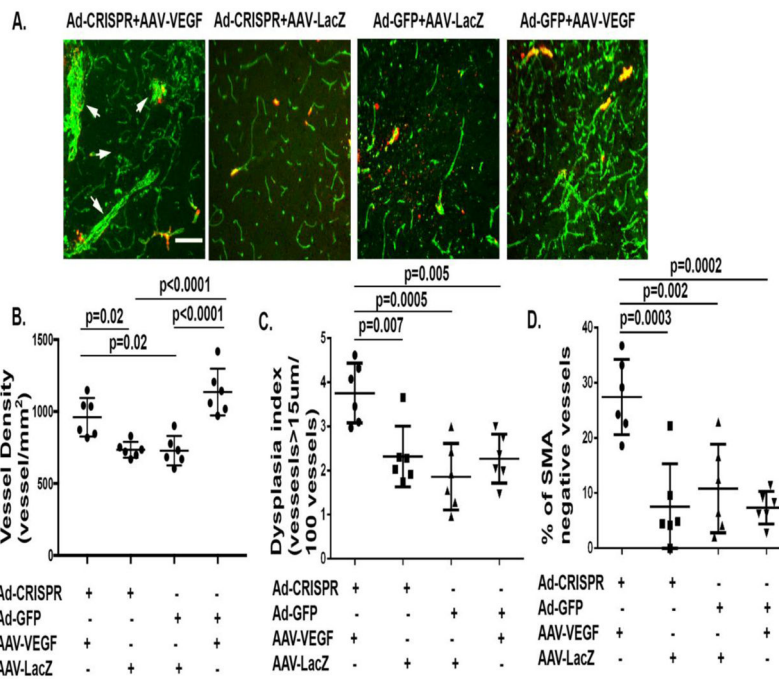 A.
Ad-CRISPR+AAV-VEGF Ad-CRISPR+AAV-LacZ Ad-GFP+AAV-LacZ Ad-GFP+AAV-VEGF
B.
p<0.0001
p=0.02
p<0.0001
p=0.02
Vessel Density
(vessel/mm²)
1500
1000
500
0
Ad-CRISPR + + - -
Ad-GFP - - + +
AAV-VEGF + - - +
AAV-LacZ - + + -
C.
p=0.005
p=0.0005
p=0.007
Dysplasia index
(vessesls>15um/
100 vessels)
5
4
3
2
1
0
Ad-CRISPR + + - -
Ad-GFP - - + +
AAV-VEGF + - - +
AAV-LacZ - + + -
D.
p=0.0002
p=0.002
p=0.0003
% of SMA
negative vessels
40
30
20
10
0
Ad-CRISPR + + - -
Ad-GFP - - + +
AAV-VEGF + - - +
AAV-LacZ - + + -